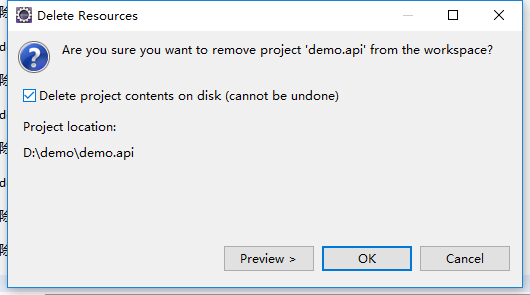 Delete Resources
Are you sure you want to remove project 'demo.api' from the workspace?
Delete project contents on disk (cannot be undone)
Project location:
D:\demo\demo.api
Preview >
OK
Cancel